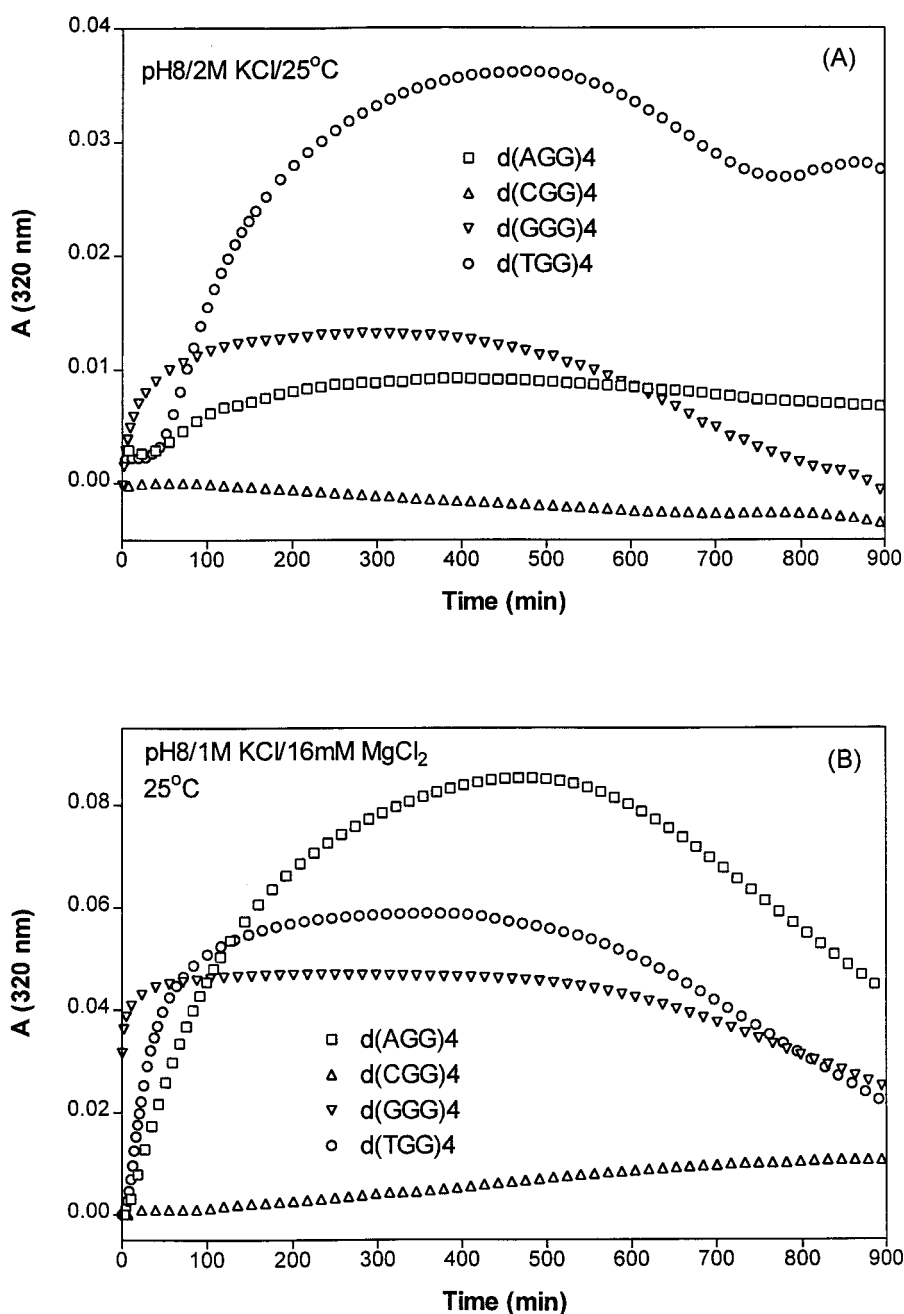 pH8/2M KCl/25°C
(A)
A (320 nm)
0.04
0.03
0.02
0.01
0.00
d(AGG)4
d(CGG)4
d(GGG)4
d(TGG)4
0 100 200 300 400 500 600 700 800 900
Time (min)
pH8/1M KCl/16mM MgCl₂
25°C
(B)
A (320 nm)
0.08
0.06
0.04
0.02
0.00
d(AGG)4
d(CGG)4
d(GGG)4
d(TGG)4
0 100 200 300 400 500 600 700 800 900
Time (min)